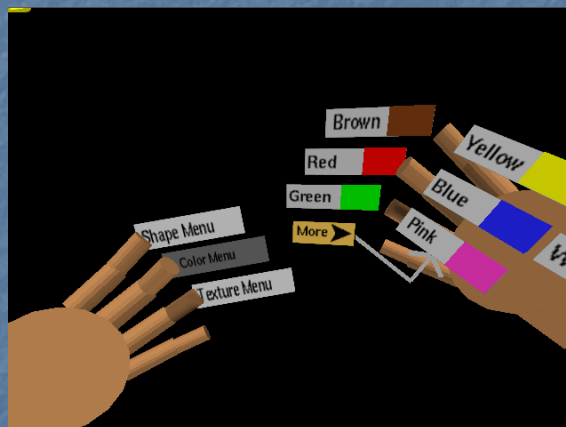 Brown
Yellow
Red
Blue
Green
Pink
More
Shape Menu
Color Menu
Texture Menu